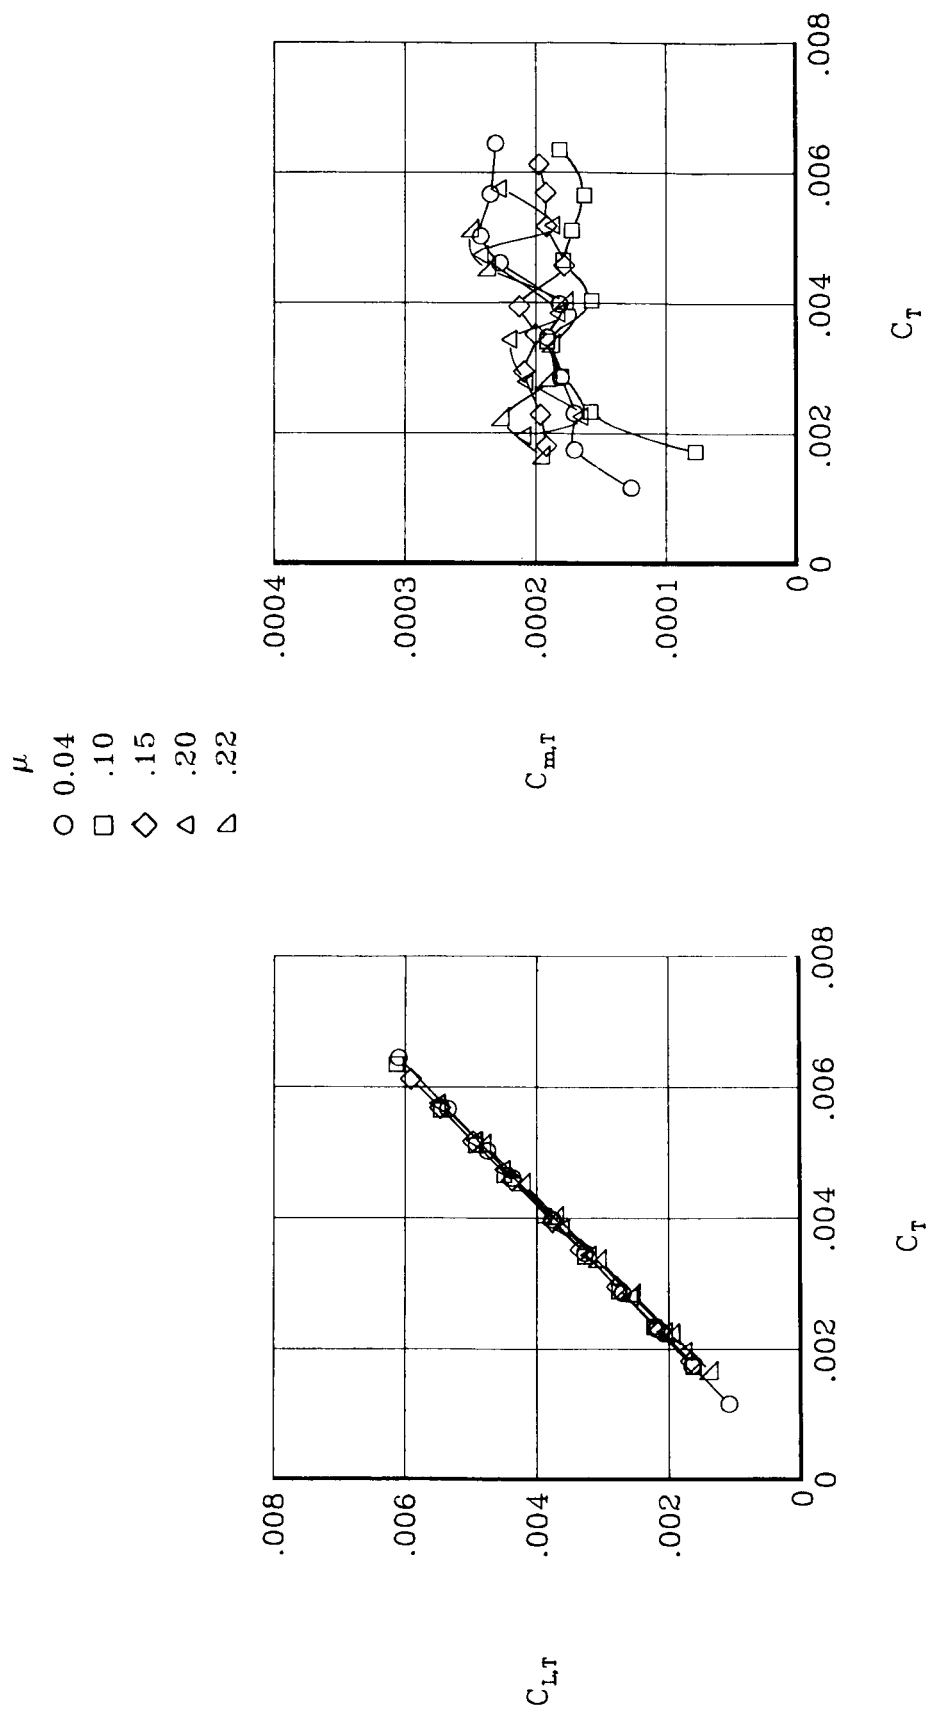 μ
○ 0.04
□ .10
◇ .15
△ .20
◺ .22
C_L,T
.008
.006
.004
.002
0
0 .002 .004 .006 .008
C_T
C_m,T
.0004
.0003
.0002
.0001
0
0 .002 .004 .006 .008
C_T